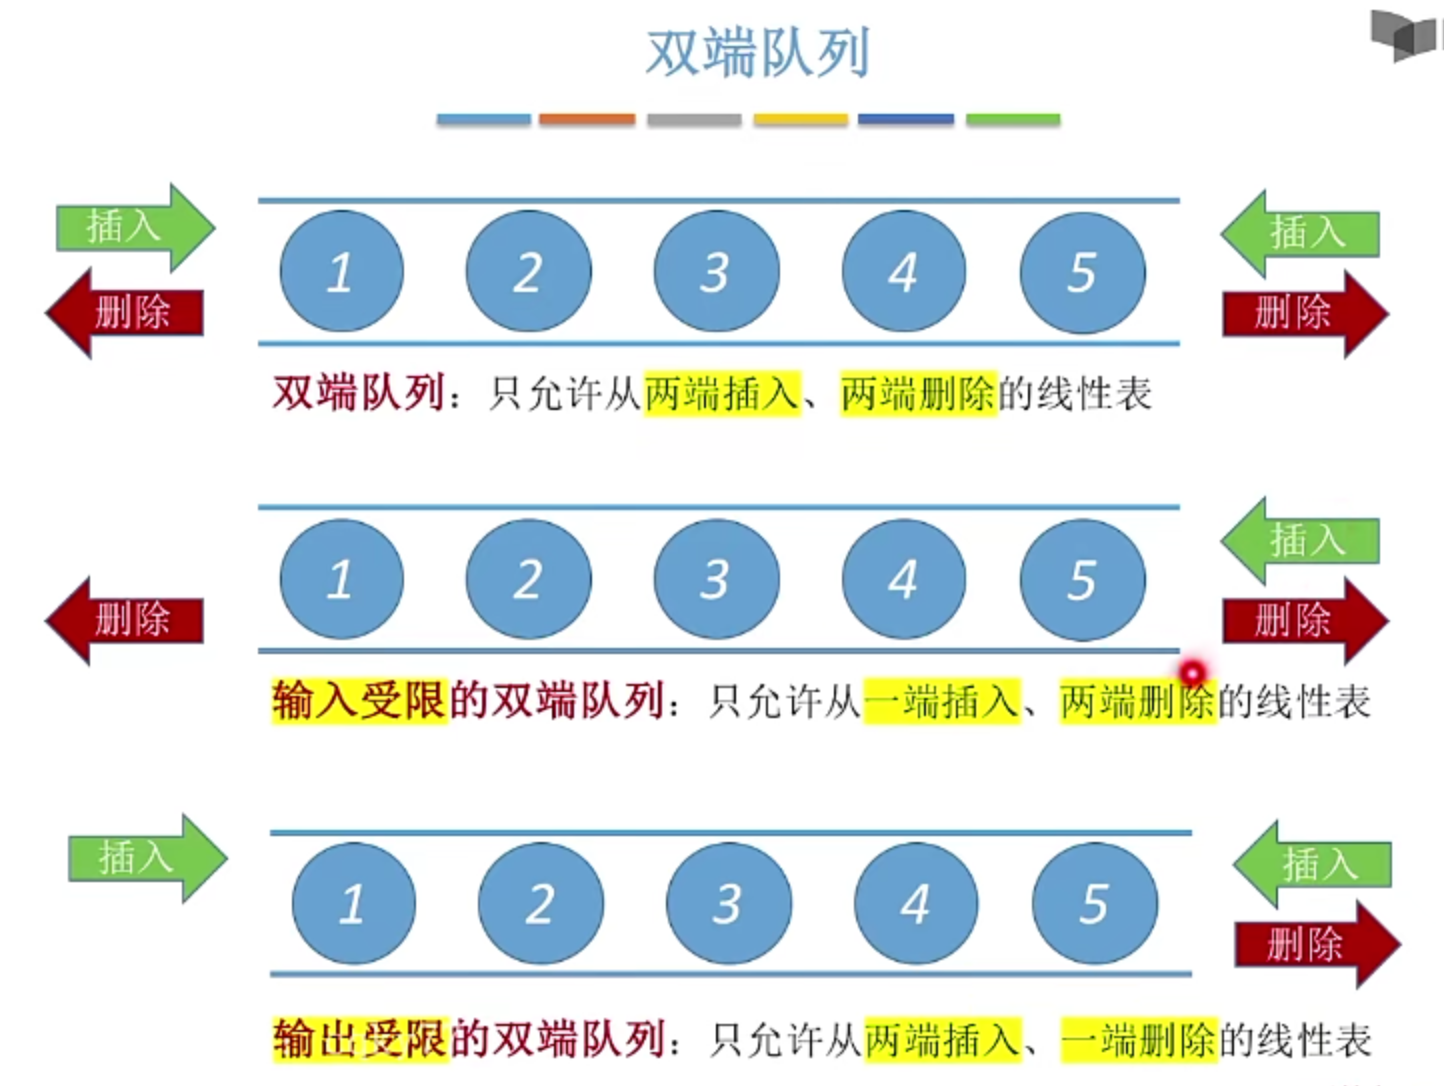 双端队列
插入 插入
1 2 3 4 5
删除 删除
双端队列：只允许从两端插入、两端删除的线性表
插入
1 2 3 4 5
删除 删除
输入受限的双端队列：只允许从一端插入、两端删除的线性表
插入 插入
1 2 3 4 5
删除
输出受限的双端队列：只允许从两端插入、一端删除的线性表